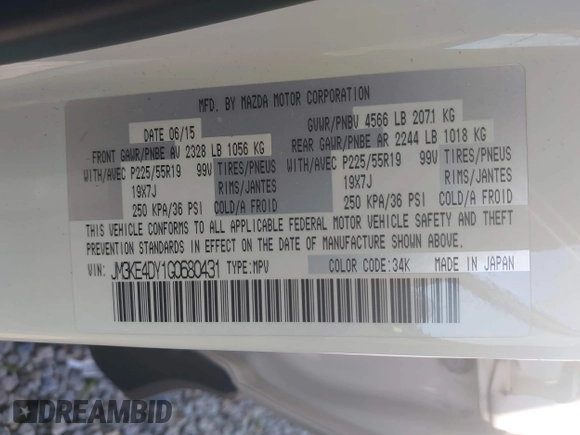 MFD. BY MAZDA MOTOR CORPORATION
DATE 06/15 GVWR/PNBV 4566 LB 2071 KG
FRONT GAWR/PNBE AV 2328 LB 1056 KG REAR GAWR/PNBE AR 2244 LB 1018 KG
WITH/AVEC P225/55R19 99V TIRES/PNEUS WITH/AVEC P225/55R19 99V TIRES/PNEUS
19X7J RIMS/JANTES 19X7J RIMS/JANTES
250 KPA/36 PSI COLD/A FROID 250 KPA/36 PSI COLD/A FROID
THIS VEHICLE CONFORMS TO ALL APPLICABLE FEDERAL MOTOR VEHICLE SAFETY AND THEFT
PREVENTION STANDARDS IN EFFECT ON THE DATE OF MANUFACTURE SHOWN ABOVE.
VIN: JM3KE4DY1G0580431 TYPE:MPV COLOR CODE:34K MADE IN JAPAN
DREAMBID